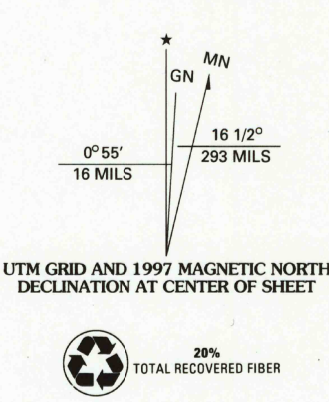 ★
MN
GN
0°55'
16 MILS
16 1/2°
293 MILS
UTM GRID AND 1997 MAGNETIC NORTH
DECLINATION AT CENTER OF SHEET
20%
TOTAL RECOVERED FIBER